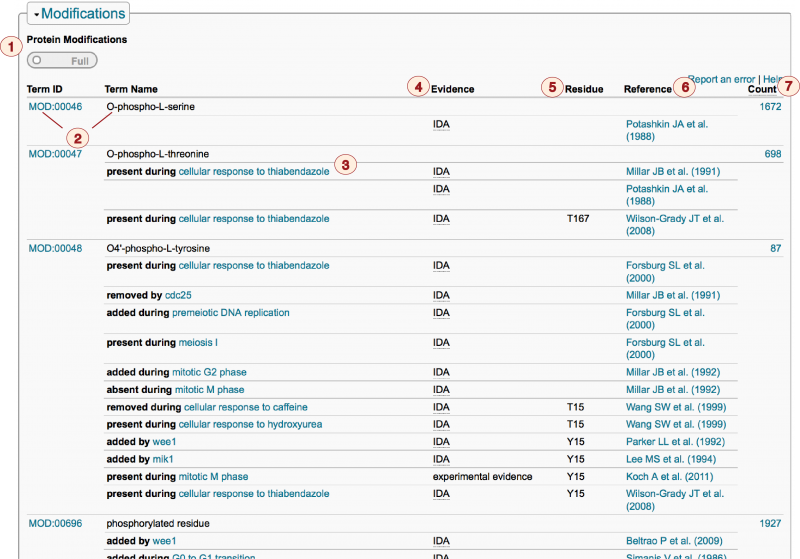 Modifications
Protein Modifications
1
Full
Report an error | Help
Term ID Term Name 4 Evidence 5 Residue Reference 6 Count 7
MOD:00046 O-phospho-L-serine 1672
2
IDA Potashkin JA et al.
(1988)
MOD:00047 O-phospho-L-threonine 698
present during cellular response to thiabendazole 3 IDA Millar JB et al. (1991)
IDA Potashkin JA et al.
(1988)
present during cellular response to thiabendazole IDA T167 Wilson-Grady JT et al.
(2008)
MOD:00048 O4'-phospho-L-tyrosine 87
present during cellular response to thiabendazole IDA Forsburg SL et al.
(2000)
removed by cdc25 IDA Millar JB et al. (1991)
added during premeiotic DNA replication IDA Forsburg SL et al.
(2000)
present during meiosis I IDA Forsburg SL et al.
(2000)
added during mitotic G2 phase IDA Millar JB et al. (1992)
absent during mitotic M phase IDA Millar JB et al. (1992)
removed during cellular response to caffeine IDA T15 Wang SW et al. (1999)
present during cellular response to hydroxyurea IDA T15 Wang SW et al. (1999)
added by wee1 IDA Y15 Parker LL et al. (1992)
added by mik1 IDA Y15 Lee MS et al. (1994)
present during mitotic M phase experimental evidence Y15 Koch A et al. (2011)
present during cellular response to thiabendazole IDA Y15 Wilson-Grady JT et al.
(2008)
MOD:00696 phosphorylated residue 1927
added by wee1 IDA Beltrao P et al. (2009)
added during G0 to G1 transition IDA Simanis V et al. (1986)